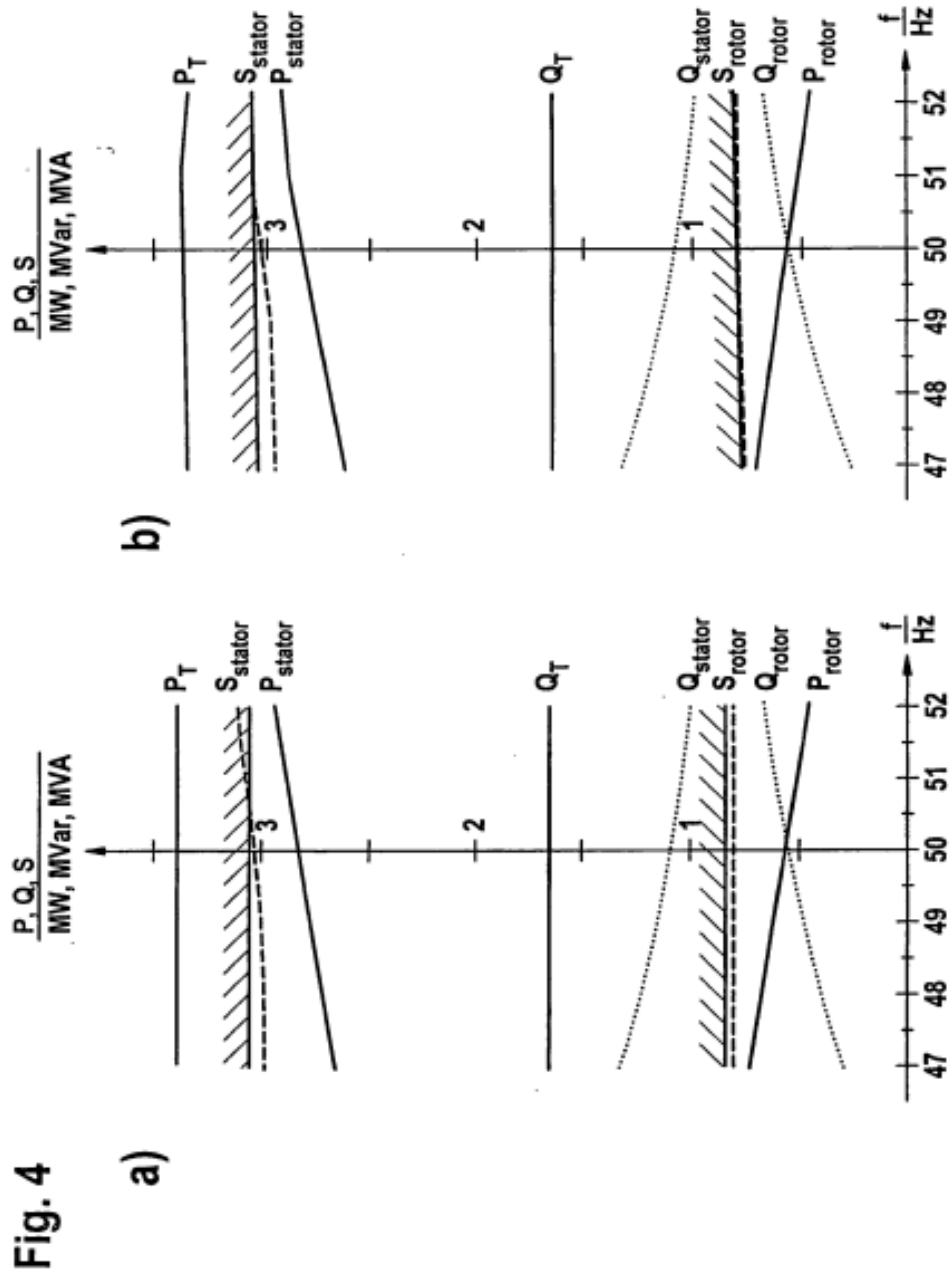 Fig. 4
a)
P, Q, S
MW, MVar, MVA
P_T
S_stator
P_stator
3
2
Q_T
Q_stator
1
S_rotor
Q_rotor
P_rotor
47 48 49 50 51 52
f
Hz
b)
P, Q, S
MW, MVar, MVA
P_T
S_stator
P_stator
3
2
Q_T
Q_stator
1
S_rotor
Q_rotor
P_rotor
47 48 49 50 51 52
f
Hz